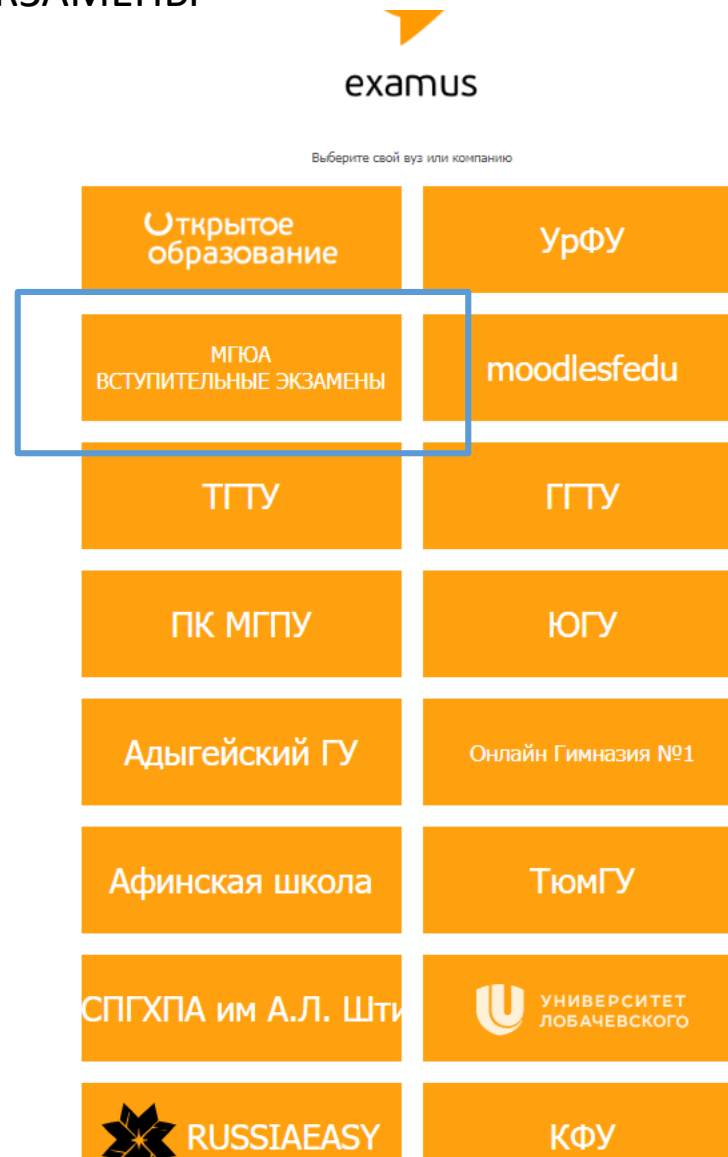 КЗАМЕНЫ
examus
Выберите свой вуз или компанию
Открытое
образование
УрФУ
МГЮА
ВСТУПИТЕЛЬНЫЕ ЭКЗАМЕНЫ
moodlesfedu
ТГТУ
ГГТУ
ПК МГПУ
ЮГУ
Адыгейский ГУ
Онлайн Гимназия №1
Афинская школа
ТюмГУ
СПГХПА им А.Л. Шти
УНИВЕРСИТЕТ
ЛОБАЧЕВСКОГО
RUSSIAEASY
КФУ